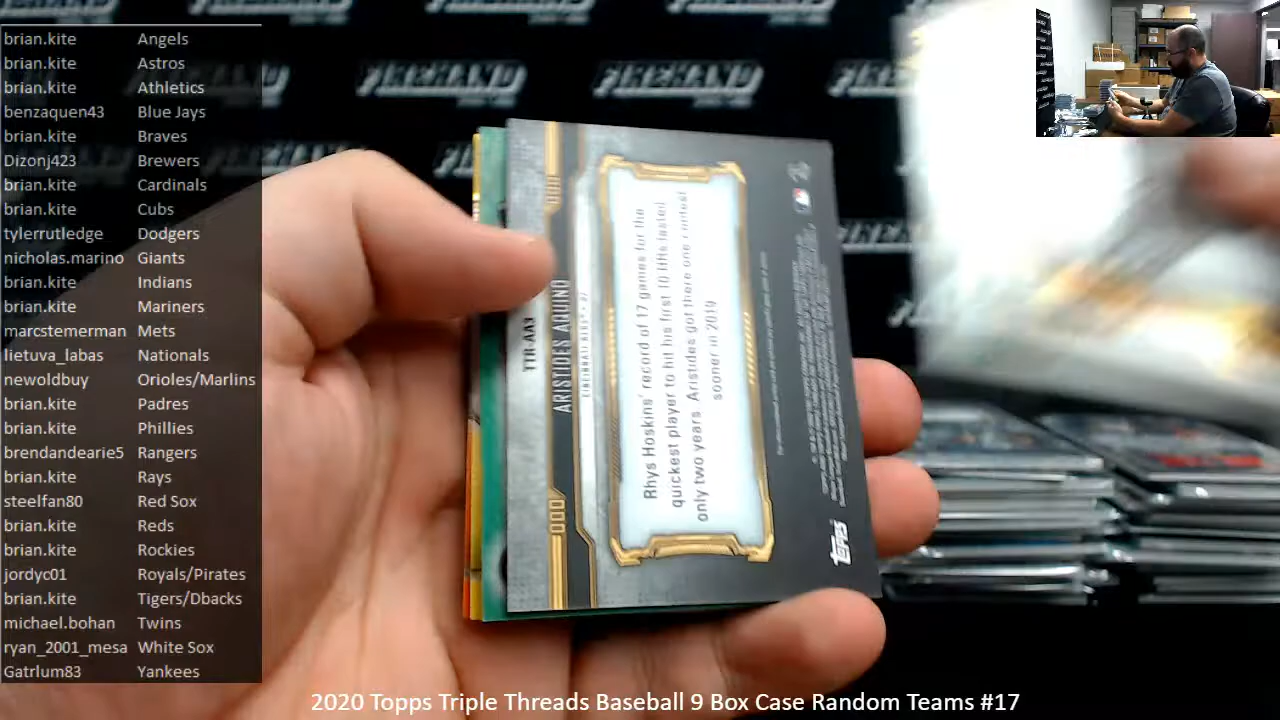 brian.kite Angels
brian.kite Astros
brian.kite Athletics
benzaquen43 Blue Jays
brian.kite Braves
Dizonj423 Brewers
brian.kite Cardinals
brian.kite Cubs
tylerrutledge Dodgers
nicholas.marino Giants
brian.kite Indians
brian.kite Mariners
marcstemerman Mets
lietuva_labas Nationals
newoldbuy Orioles/Marlins
brian.kite Padres
brian.kite Phillies
brendandearie5 Rangers
brian.kite Rays
steelfan80 Red Sox
brian.kite Reds
brian.kite Rockies
jordyc01 Royals/Pirates
brian.kite Tigers/Dbacks
michael.bohan Twins
ryan_2001_mesa White Sox
Gatrlum83 Yankees
ARISTIDES AQUINO
Rhys Hoskins' record of 17 games for the
quickest player to hit his first 10 HRs lasted
only two years. Aristides got there one contest
sooner in 2019
TOPPS
2020 Topps Triple Threads Baseball 9 Box Case Random Teams #17